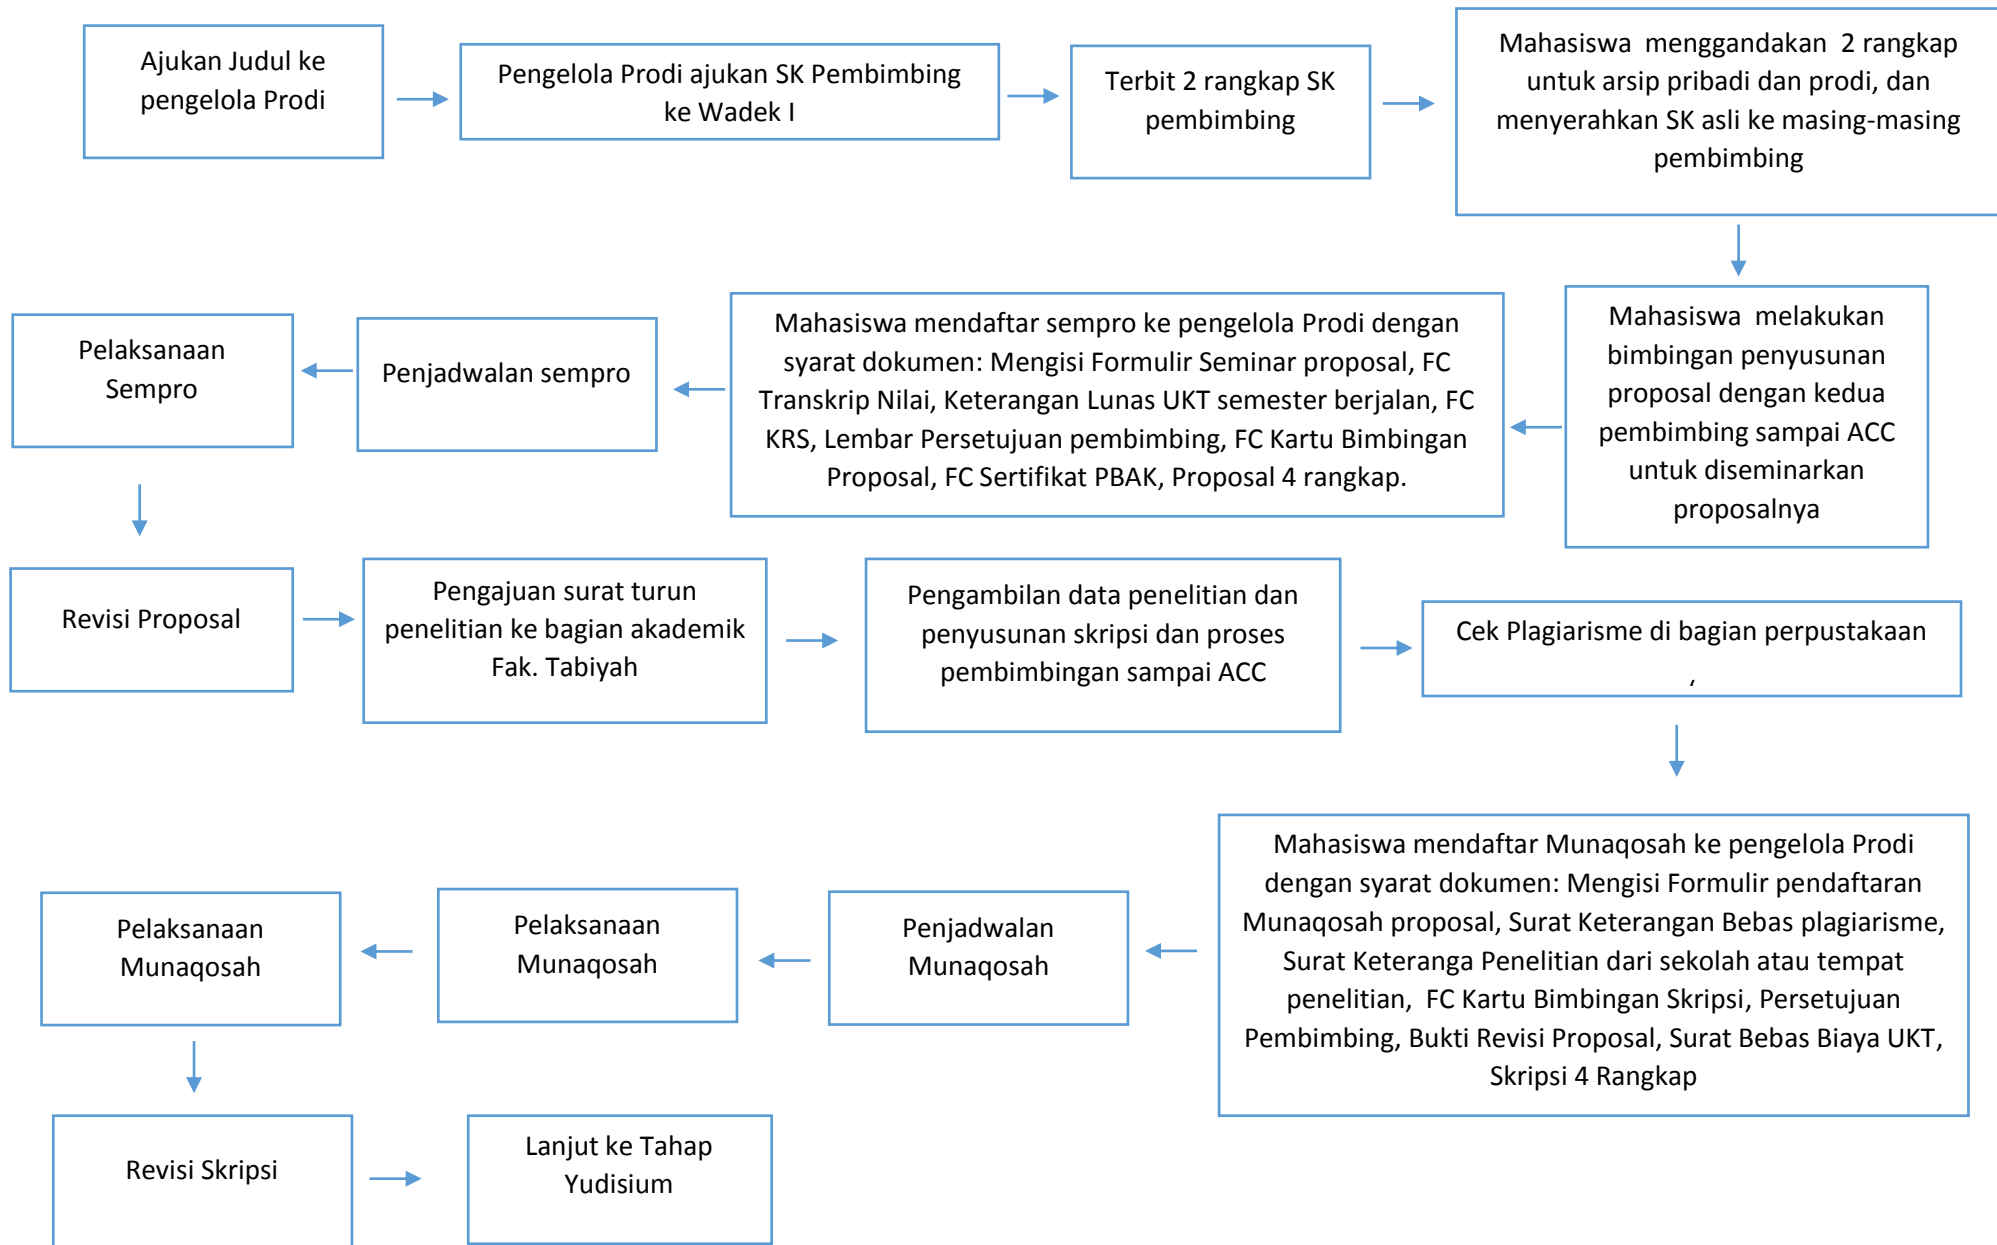 Ajukan Judul ke
pengelola Prodi
Pengelola Prodi ajukan SK Pembimbing
ke Wadek I
Terbit 2 rangkap SK
pembimbing
Mahasiswa menggandakan 2 rangkap
untuk arsip pribadi dan prodi, dan
menyerahkan SK asli ke masing-masing
pembimbing
Mahasiswa melakukan
bimbingan penyusunan
proposal dengan kedua
pembimbing sampai ACC
untuk diseminarkan
proposalnya
Mahasiswa mendaftar sempro ke pengelola Prodi dengan
syarat dokumen: Mengisi Formulir Seminar proposal, FC
Transkrip Nilai, Keterangan Lunas UKT semester berjalan, FC
KRS, Lembar Persetujuan pembimbing, FC Kartu Bimbingan
Proposal, FC Sertifikat PBAK, Proposal 4 rangkap.
Penjadwalan sempro
Pelaksanaan
Sempro
Revisi Proposal
Pengajuan surat turun
penelitian ke bagian akademik
Fak. Tabiyah
Pengambilan data penelitian dan
penyusunan skripsi dan proses
pembimbingan sampai ACC
Cek Plagiarisme di bagian perpustakaan
,
Mahasiswa mendaftar Munaqosah ke pengelola Prodi
dengan syarat dokumen: Mengisi Formulir pendaftaran
Munaqosah proposal, Surat Keterangan Bebas plagiarisme,
Surat Keteranga Penelitian dari sekolah atau tempat
penelitian, FC Kartu Bimbingan Skripsi, Persetujuan
Pembimbing, Bukti Revisi Proposal, Surat Bebas Biaya UKT,
Skripsi 4 Rangkap
Penjadwalan
Munaqosah
Pelaksanaan
Munaqosah
Pelaksanaan
Munaqosah
Revisi Skripsi
Lanjut ke Tahap
Yudisium